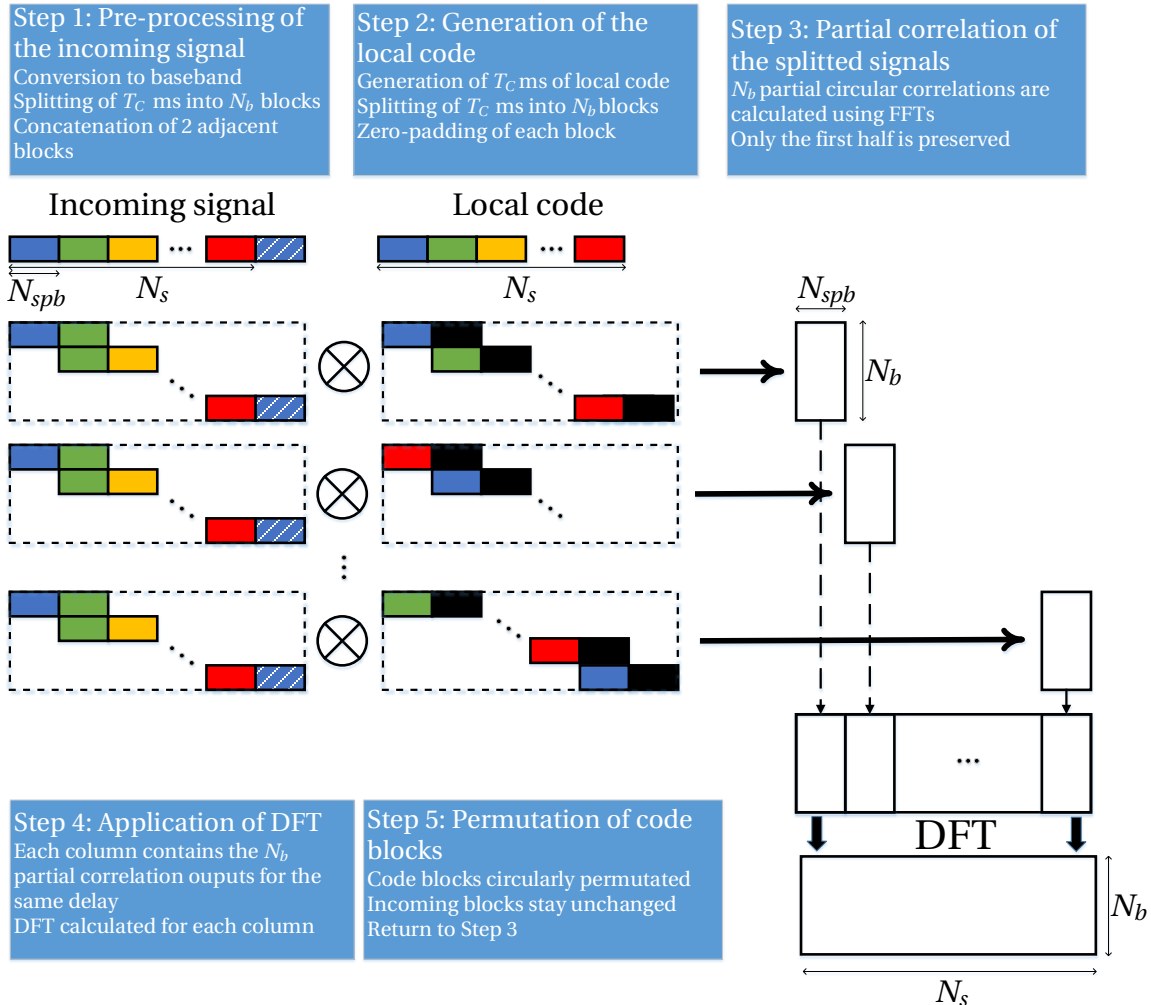 Step 1: Pre-processing of
the incoming signal
Conversion to baseband
Splitting of T_C ms into N_b blocks
Concatenation of 2 adjacent
blocks
Step 2: Generation of the
local code
Generation of T_C ms of local code
Splitting of T_C ms into N_b blocks
Zero-padding of each block
Step 3: Partial correlation of
the splitted signals
N_b partial circular correlations are
calculated using FFTs
Only the first half is preserved
Incoming signal
Local code
...
...
N_spb
N_s
N_s
N_spb
N_b
...
DFT
N_b
N_s
Step 4: Application of DFT
Each column contains the N_b
partial correlation ouputs for the
same delay
DFT calculated for each column
Step 5: Permutation of code
blocks
Code blocks circularly permutated
Incoming blocks stay unchanged
Return to Step 3